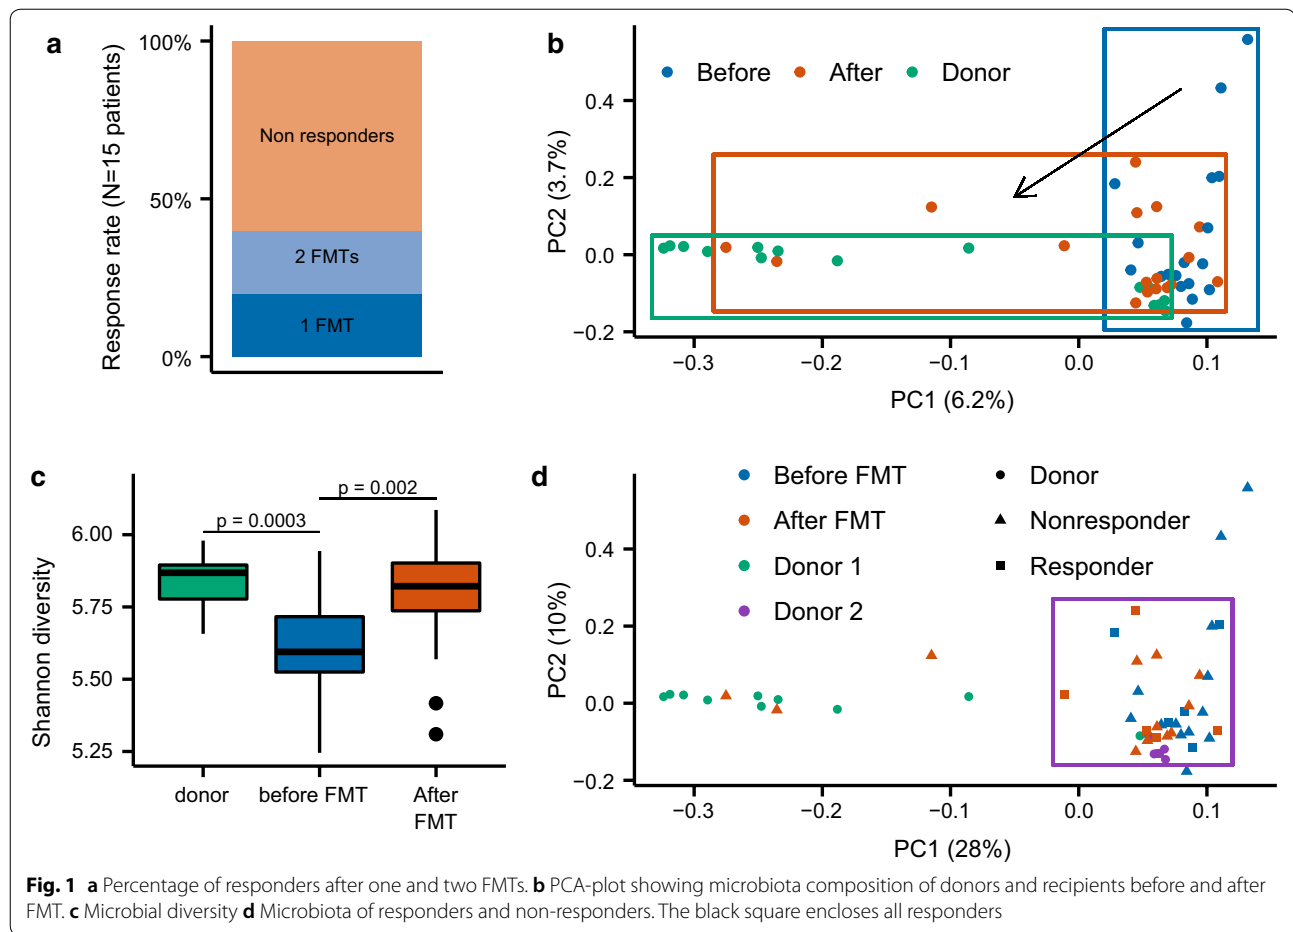 a
Response rate (N=15 patients)
100%
50%
0%
Non responders
2 FMTs
1 FMT
b
Before
After
Donor
PC2 (3.7%)
0.4
0.2
0.0
−0.2
−0.3
−0.2
−0.1
0.0
0.1
PC1 (6.2%)
c
Shannon diversity
6.00
5.75
5.50
5.25
p = 0.0003
p = 0.002
donor
before FMT
After
FMT
d
Before FMT
After FMT
Donor 1
Donor 2
Donor
Nonresponder
Responder
PC2 (10%)
0.4
0.2
0.0
−0.2
−0.3
−0.2
−0.1
0.0
0.1
PC1 (28%)
Fig. 1 a Percentage of responders after one and two FMTs. b PCA-plot showing microbiota composition of donors and recipients before and after
FMT. c Microbial diversity d Microbiota of responders and non-responders. The black square encloses all responders